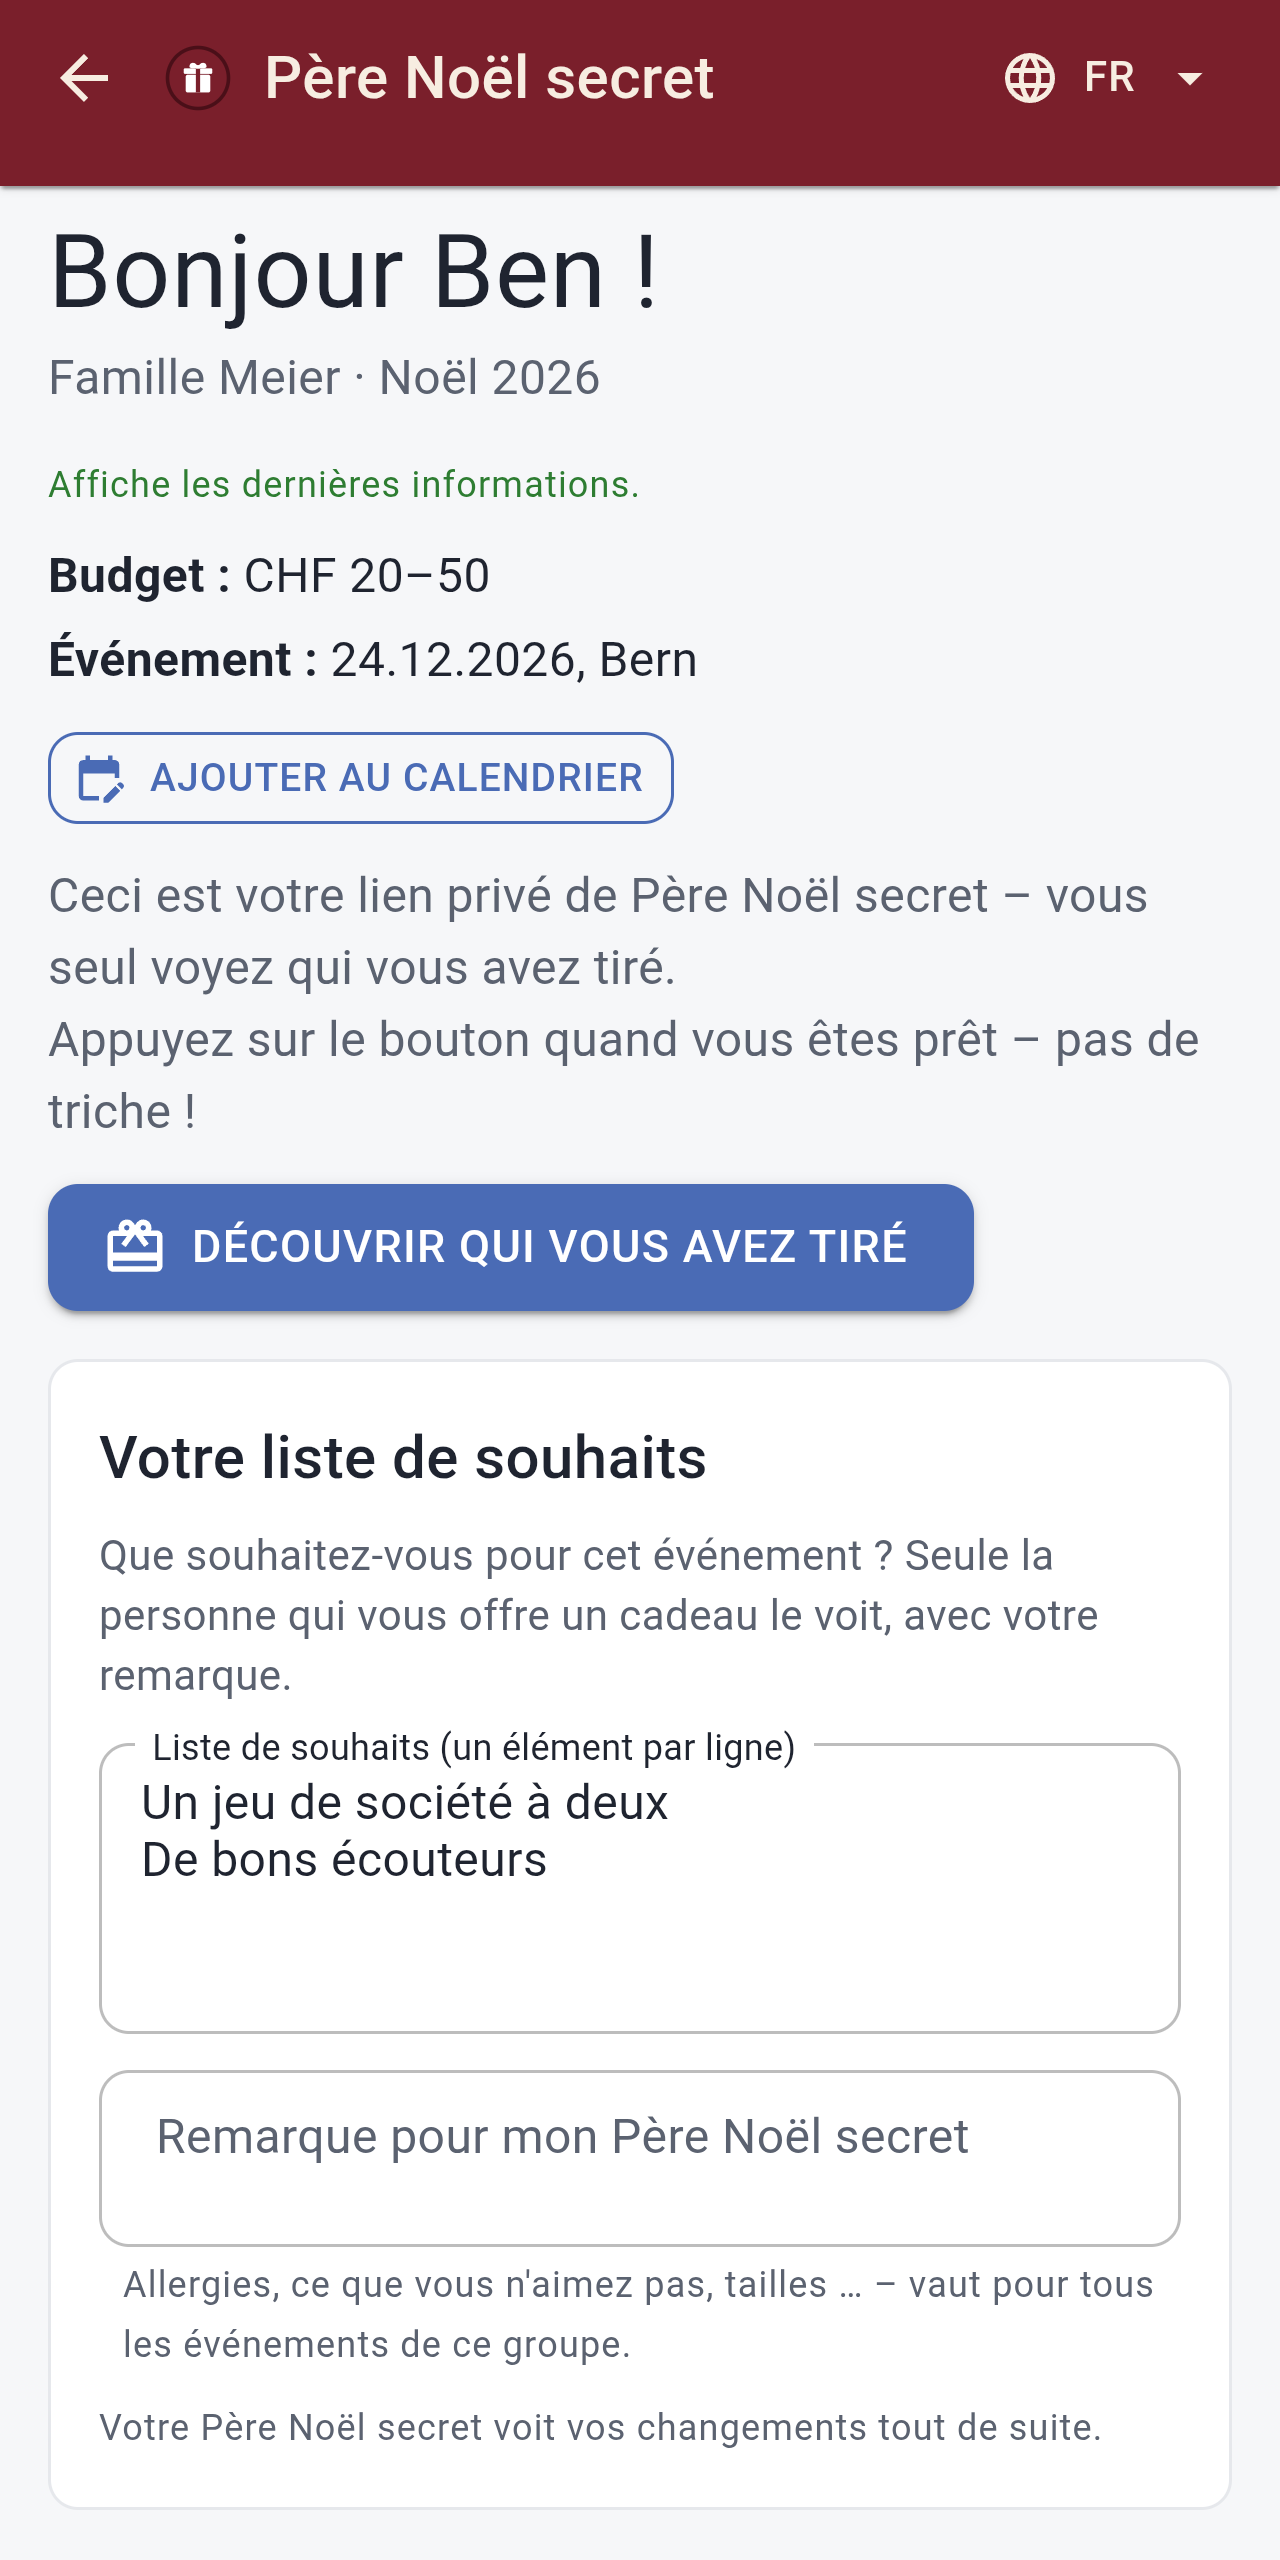 Père Noël secret
FR
Bonjour Ben !
Famille Meier · Noël 2026
Affiche les dernières informations.
Budget : CHF 20–50
Événement : 24.12.2026, Bern
AJOUTER AU CALENDRIER
Ceci est votre lien privé de Père Noël secret – vous
seul voyez qui vous avez tiré.
Appuyez sur le bouton quand vous êtes prêt – pas de
triche !
DÉCOUVRIR QUI VOUS AVEZ TIRÉ
Votre liste de souhaits
Que souhaitez-vous pour cet événement ? Seule la
personne qui vous offre un cadeau le voit, avec votre
remarque.
Liste de souhaits (un élément par ligne)
Un jeu de société à deux
De bons écouteurs
Remarque pour mon Père Noël secret
Allergies, ce que vous n'aimez pas, tailles … – vaut pour tous
les événements de ce groupe.
Votre Père Noël secret voit vos changements tout de suite.